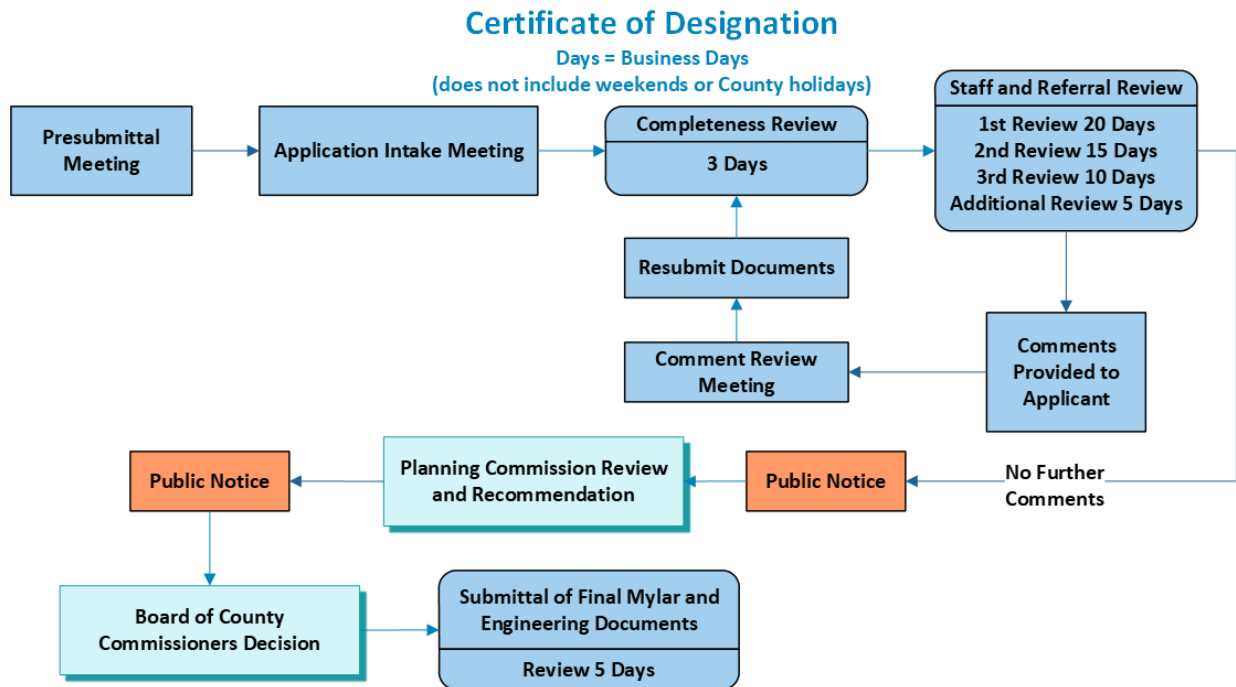 Certificate of Designation
Days = Business Days
(does not include weekends or County holidays)
Presubmittal
Meeting
Application Intake Meeting
Completeness Review
3 Days
Staff and Referral Review
1st Review 20 Days
2nd Review 15 Days
3rd Review 10 Days
Additional Review 5 Days
Resubmit Documents
Comment Review
Meeting
Comments
Provided to
Applicant
No Further
Comments
Public Notice
Planning Commission Review
and Recommendation
Public Notice
Board of County
Commissioners Decision
Submittal of Final Mylar and
Engineering Documents
Review 5 Days